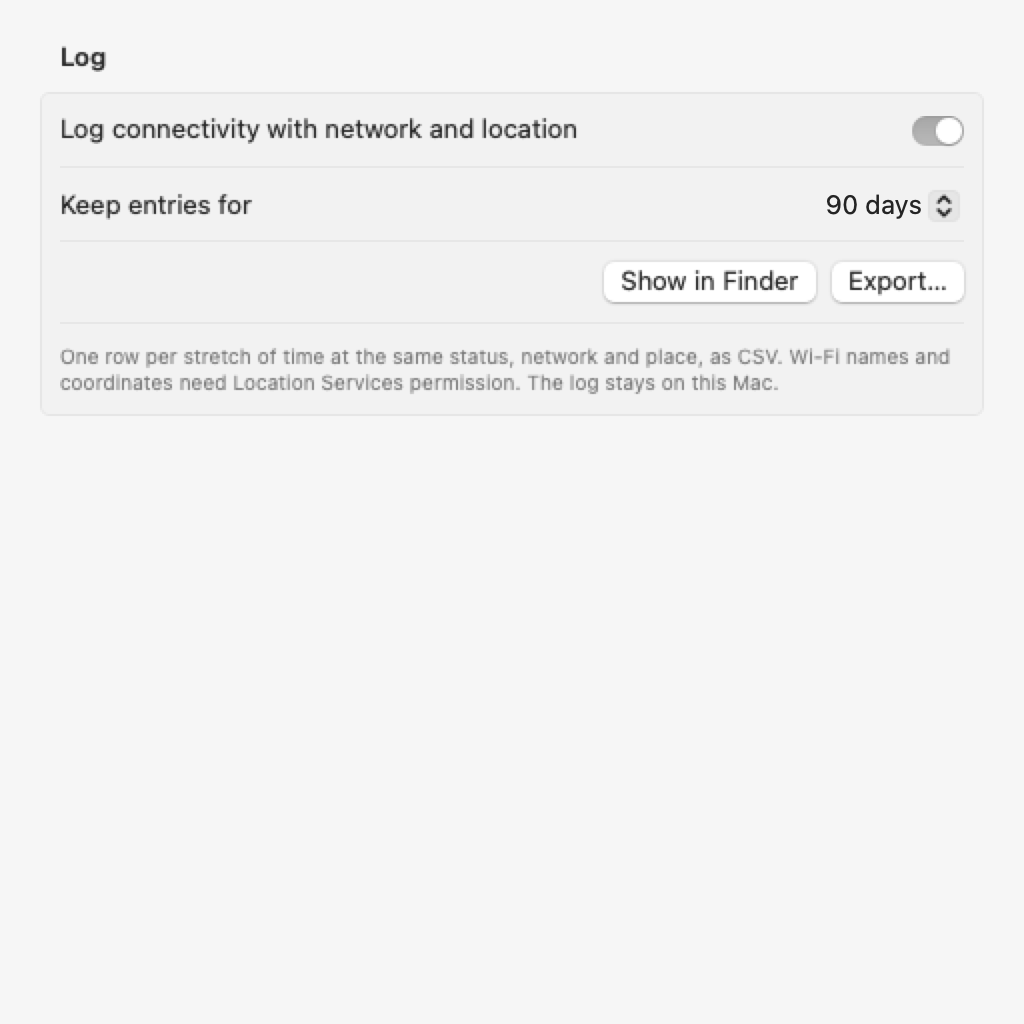 Log
Log connectivity with network and location
Keep entries for
90 days
Show in Finder
Export...
One row per stretch of time at the same status, network and place, as CSV. Wi-Fi names and
coordinates need Location Services permission. The log stays on this Mac.